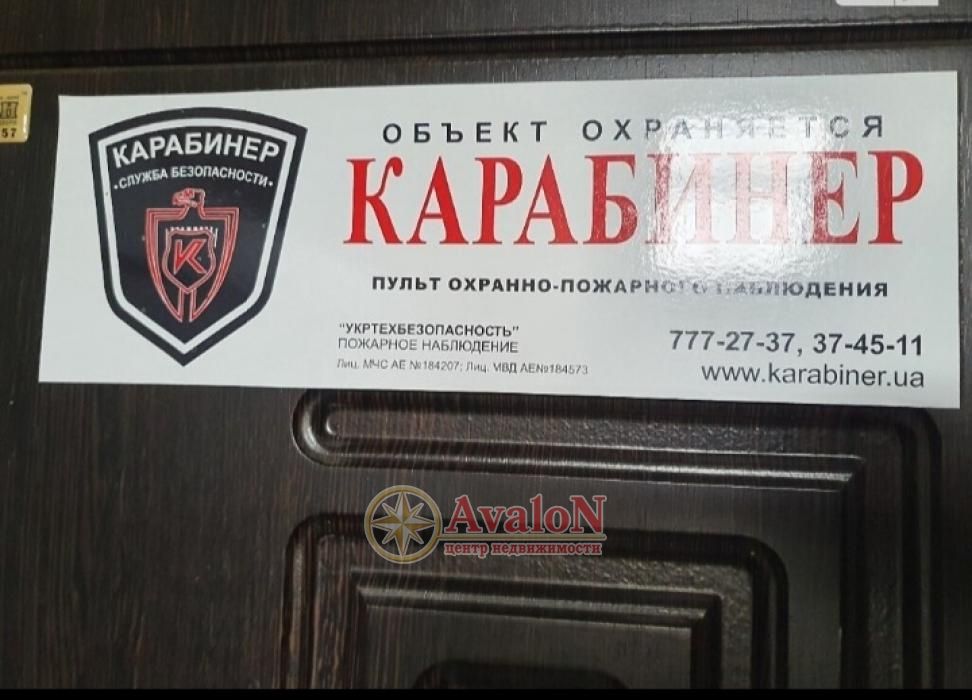 КАРАБИНЕР
•СЛУЖБА БЕЗОПАСНОСТИ•
К
ОБЪЕКТ ОХРАНЯЕТСЯ
КАРАБИНЕР
ПУЛЬТ ОХРАННО-ПОЖАРНОГО НАБЛЮДЕНИЯ
"УКРТЕХБЕЗОПАСНОСТЬ"
ПОЖАРНОЕ НАБЛЮДЕНИЕ
Лиц. МЧС АЕ №184207; Лиц. МВД АЕ№184573
777-27-37, 37-45-11
www.karabiner.ua
57
AvaloN
центр недвижимости